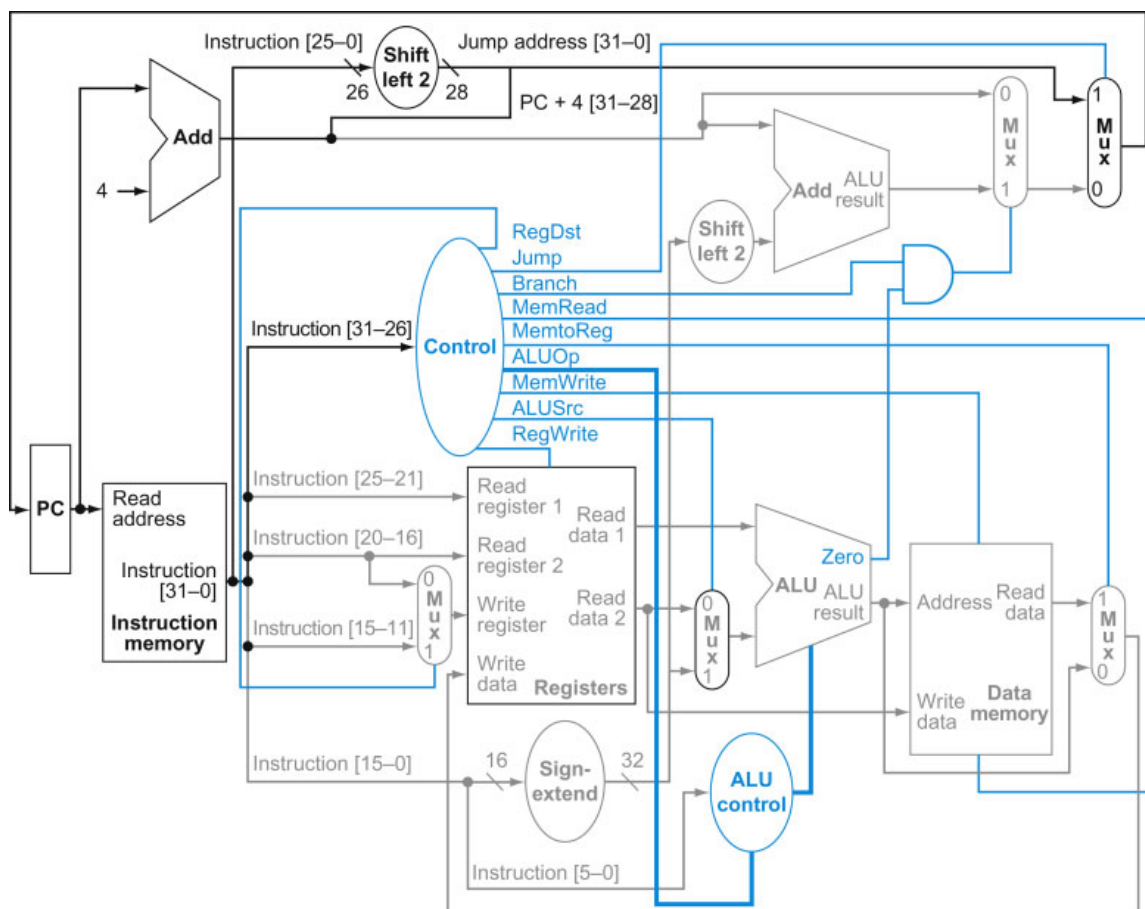 Instruction [25–0]
Shift
left 2
Jump address [31–0]
26
28
PC + 4 [31–28]
Add
4
0
M
u
x
1
1
M
u
x
0
Add
ALU
result
Shift
left 2
RegDst
Jump
Branch
MemRead
MemtoReg
ALUOp
MemWrite
ALUSrc
RegWrite
Instruction [31–26]
Control
PC
Read
address
Instruction
[31–0]
Instruction
memory
Instruction [25–21]
Instruction [20–16]
Instruction [15–11]
0
M
u
x
1
Read
register 1
Read
register 2
Write
register
Write
data
Read
data 1
Read
data 2
Registers
0
M
u
x
1
Zero
ALU
ALU
result
Address
Read
data
Write
data
Data
memory
1
M
u
x
0
Instruction [15–0]
16
Sign-
extend
32
ALU
control
Instruction [5–0]